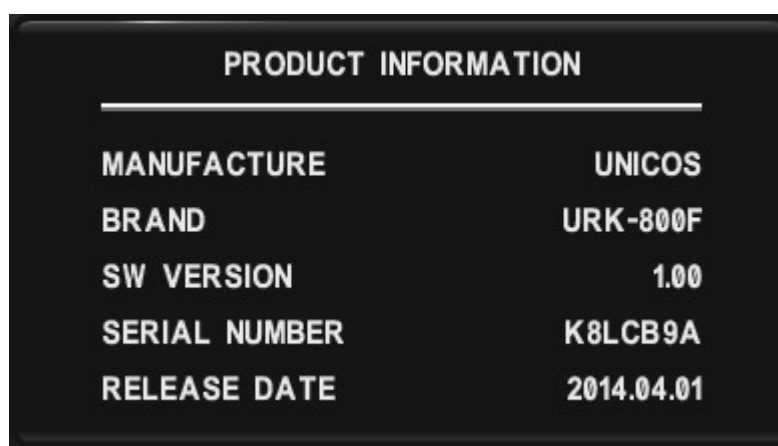 PRODUCT INFORMATION
MANUFACTURE UNICOS
BRAND URK-800F
SW VERSION 1.00
SERIAL NUMBER K8LCB9A
RELEASE DATE 2014.04.01